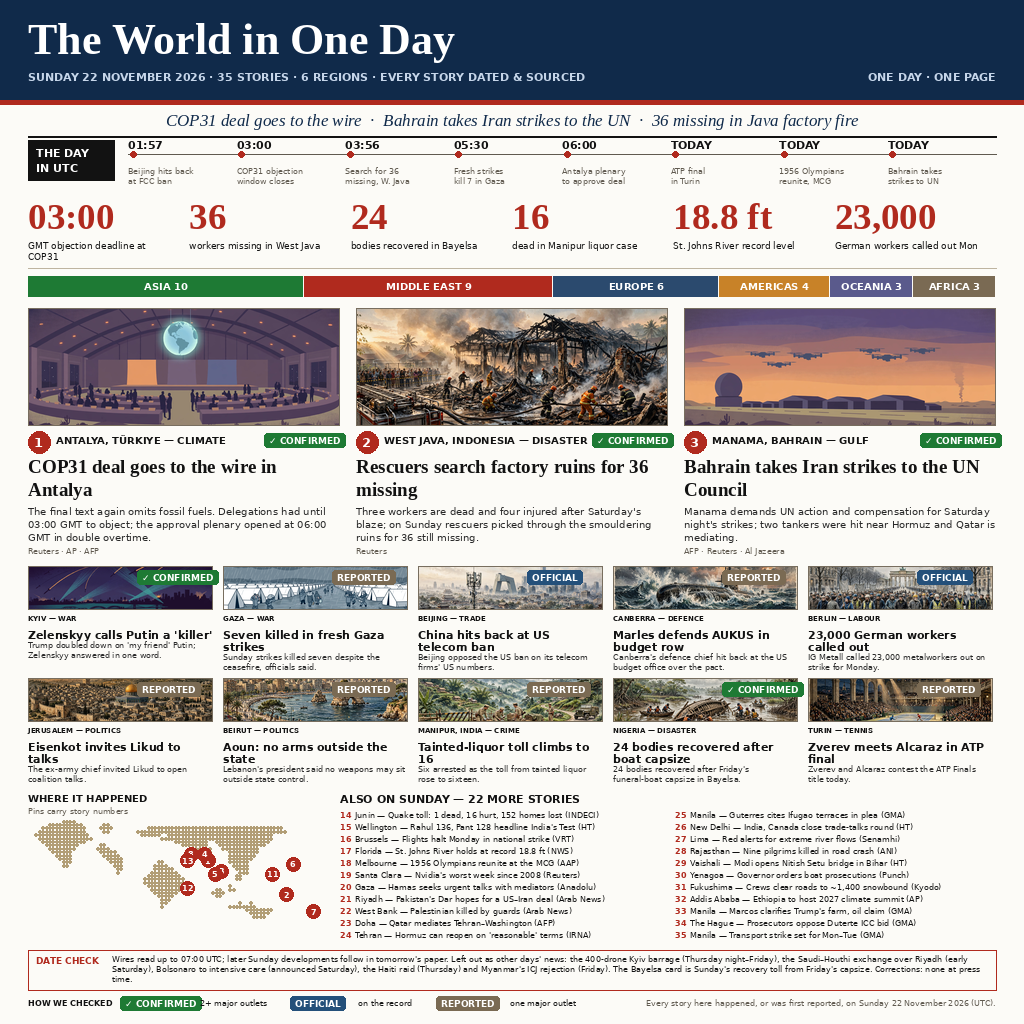 The World in One Day
SUNDAY 22 NOVEMBER 2026 · 35 STORIES · 6 REGIONS · EVERY STORY DATED & SOURCED
ONE DAY · ONE PAGE
COP31 deal goes to the wire · Bahrain takes Iran strikes to the UN · 36 missing in Java factory fire
THE DAY
IN UTC
01:57
Beijing hits back
at FCC ban
03:00
COP31 objection
window closes
03:56
Search for 36
missing, W. Java
05:30
Fresh strikes
kill 7 in Gaza
06:00
Antalya plenary
to approve deal
TODAY
ATP final
in Turin
TODAY
1956 Olympians
reunite, MCG
TODAY
Bahrain takes
strikes to UN
03:00
GMT objection deadline at
COP31
36
workers missing in West Java
24
bodies recovered in Bayelsa
16
dead in Manipur liquor case
18.8 ft
St. Johns River record level
23,000
German workers called out Mon
ASIA 10
MIDDLE EAST 9
EUROPE 6
AMERICAS 4
OCEANIA 3
AFRICA 3
1
ANTALYA, TÜRKIYE — CLIMATE
✓ CONFIRMED
COP31 deal goes to the wire in
Antalya
The final text again omits fossil fuels. Delegations had until
03:00 GMT to object; the approval plenary opened at 06:00
GMT in double overtime.
Reuters · AP · AFP
2
WEST JAVA, INDONESIA — DISASTER
✓ CONFIRMED
Rescuers search factory ruins for 36
missing
Three workers are dead and four injured after Saturday's
blaze; on Sunday rescuers picked through the smouldering
ruins for 36 still missing.
Reuters
3
MANAMA, BAHRAIN — GULF
✓ CONFIRMED
Bahrain takes Iran strikes to the UN
Council
Manama demands UN action and compensation for Saturday
night's strikes; two tankers were hit near Hormuz and Qatar is
mediating.
AFP · Reuters · Al Jazeera
✓ CONFIRMED
KYIV — WAR
Zelenskyy calls Putin a 'killer'
Trump doubled down on 'my friend' Putin;
Zelenskyy answered in one word.
REPORTED
GAZA — WAR
Seven killed in fresh Gaza
strikes
Sunday strikes killed seven despite the
ceasefire, officials said.
OFFICIAL
BEIJING — TRADE
China hits back at US
telecom ban
Beijing opposed the US ban on its telecom
firms' US numbers.
REPORTED
CANBERRA — DEFENCE
Marles defends AUKUS in
budget row
Canberra's defence chief hit back at the US
budget office over the pact.
OFFICIAL
BERLIN — LABOUR
23,000 German workers
called out
IG Metall called 23,000 metalworkers out on
strike for Monday.
REPORTED
JERUSALEM — POLITICS
Eisenkot invites Likud to
talks
The ex-army chief invited Likud to open
coalition talks.
REPORTED
BEIRUT — POLITICS
Aoun: no arms outside the
state
Lebanon's president said no weapons may sit
outside state control.
REPORTED
MANIPUR, INDIA — CRIME
Tainted-liquor toll climbs to
16
Six arrested as the toll from tainted liquor
rose to sixteen.
✓ CONFIRMED
NIGERIA — DISASTER
24 bodies recovered after
boat capsize
24 bodies recovered after Friday's
funeral-boat capsize in Bayelsa.
REPORTED
TURIN — TENNIS
Zverev meets Alcaraz in ATP
final
Zverev and Alcaraz contest the ATP Finals
title today.
WHERE IT HAPPENED
Pins carry story numbers
4
13
5
6
11
12
2
7
ALSO ON SUNDAY — 22 MORE STORIES
14 Junin — Quake toll: 1 dead, 16 hurt, 152 homes lost (INDECI)
15 Wellington — Rahul 136, Pant 128 headline India's Test (HT)
16 Brussels — Flights halt Monday in national strike (VRT)
17 Florida — St. Johns River holds at record 18.8 ft (NWS)
18 Melbourne — 1956 Olympians reunite at the MCG (AAP)
19 Santa Clara — Nvidia's worst week since 2008 (Reuters)
20 Gaza — Hamas seeks urgent talks with mediators (Anadolu)
21 Riyadh — Pakistan's Dar hopes for a US–Iran deal (Arab News)
22 West Bank — Palestinian killed by guards (Arab News)
23 Doha — Qatar mediates Tehran–Washington (AFP)
24 Tehran — Hormuz can reopen on 'reasonable' terms (IRNA)
25 Manila — Guterres cites Ifugao terraces in plea (GMA)
26 New Delhi — India, Canada close trade-talks round (HT)
27 Lima — Red alerts for extreme river flows (Senamhi)
28 Rajasthan — Nine pilgrims killed in road crash (ANI)
29 Vaishali — Modi opens Nitish Setu bridge in Bihar (HT)
30 Yenagoa — Governor orders boat prosecutions (Punch)
31 Fukushima — Crews clear roads to ~1,400 snowbound (Kyodo)
32 Addis Ababa — Ethiopia to host 2027 climate summit (AP)
33 Manila — Marcos clarifies Trump's farm, oil claim (GMA)
34 The Hague — Prosecutors oppose Duterte ICC bid (GMA)
35 Manila — Transport strike set for Mon–Tue (GMA)
DATE CHECK
Wires read up to 07:00 UTC; later Sunday developments follow in tomorrow's paper. Left out as other days' news: the 400-drone Kyiv barrage (Thursday night–Friday), the Saudi–Houthi exchange over Riyadh (early
Saturday), Bolsonaro to intensive care (announced Saturday), the Haiti raid (Thursday) and Myanmar's ICJ rejection (Friday). The Bayelsa card is Sunday's recovery toll from Friday's capsize. Corrections: none at press
time.
HOW WE CHECKED
✓ CONFIRMED
2+ major outlets
OFFICIAL
on the record
REPORTED
one major outlet
Every story here happened, or was first reported, on Sunday 22 November 2026 (UTC).